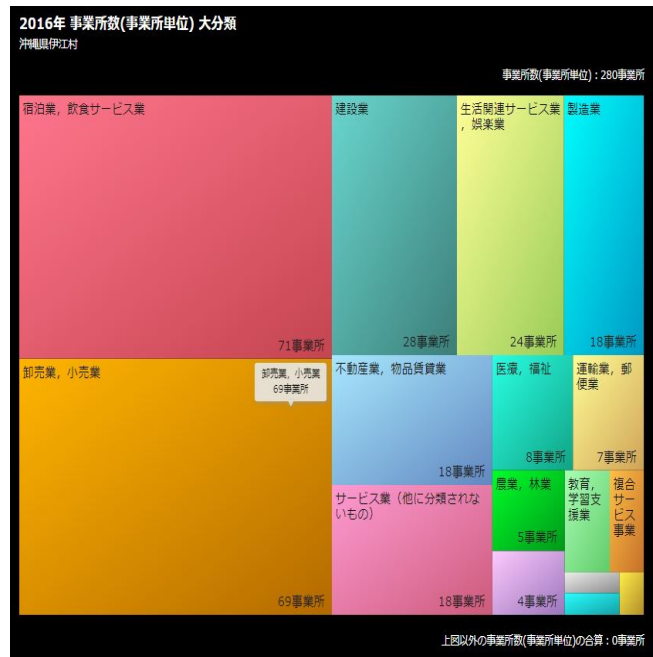 2016年 事業所数(事業所単位) 大分類
沖縄県伊江村
事業所数(事業所単位) : 280事業所
宿泊業，飲食サービス業
71事業所
建設業
28事業所
生活関連サービス業
，娯楽業
24事業所
製造業
18事業所
卸売業，小売業
卸売業，小売業
69事業所
69事業所
不動産業，物品賃貸業
18事業所
医療，福祉
8事業所
運輸業，郵
便業
7事業所
サービス業（他に分類されな
いもの）
18事業所
農業，林業
5事業所
4事業所
教育，
学習支
援業
複合
サー
ビス
事業
上図以外の事業所数(事業所単位)の合算 : 0事業所